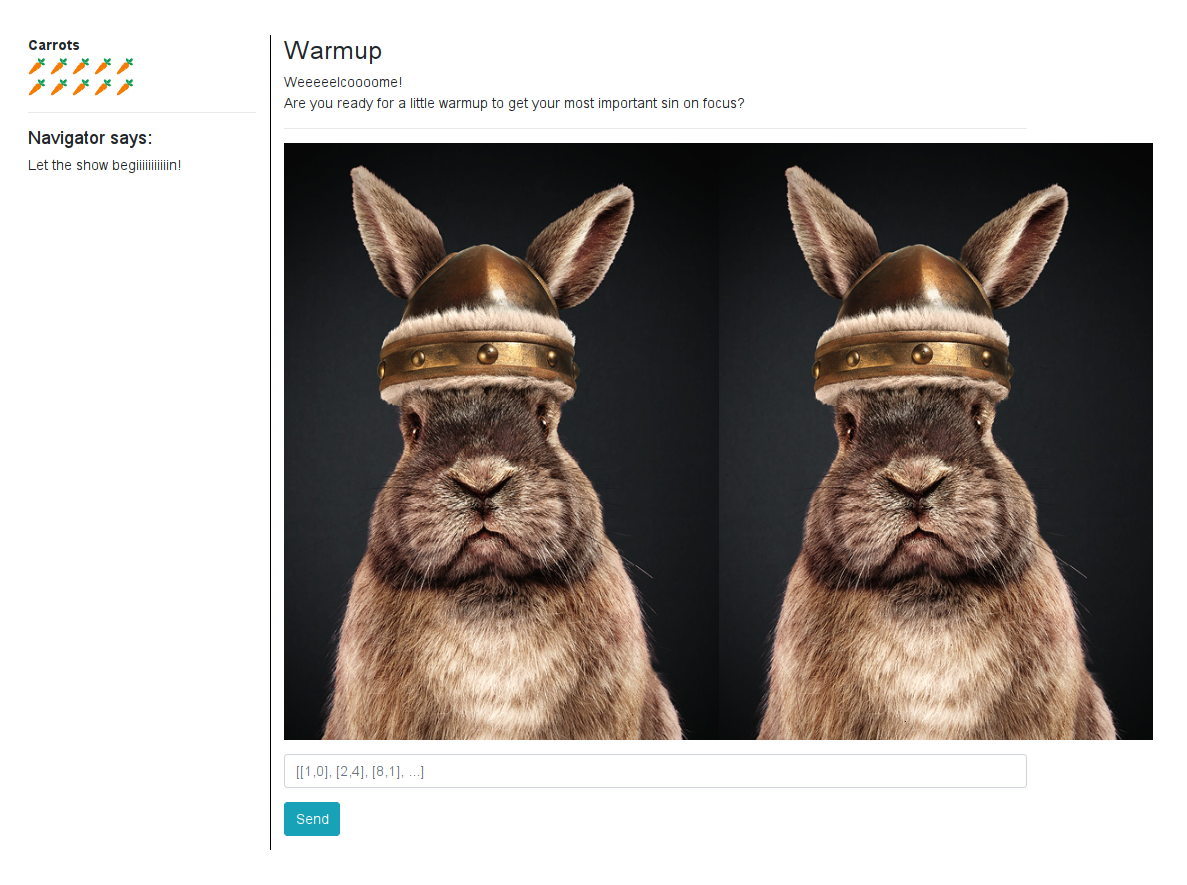 Carrots
Navigator says:
Let the show begiiiiiiiiiiin!
Warmup
Weeeeelcoooome!
Are you ready for a little warmup to get your most important sin on focus?
[[1,0], [2,4], [8,1], ...]
Send